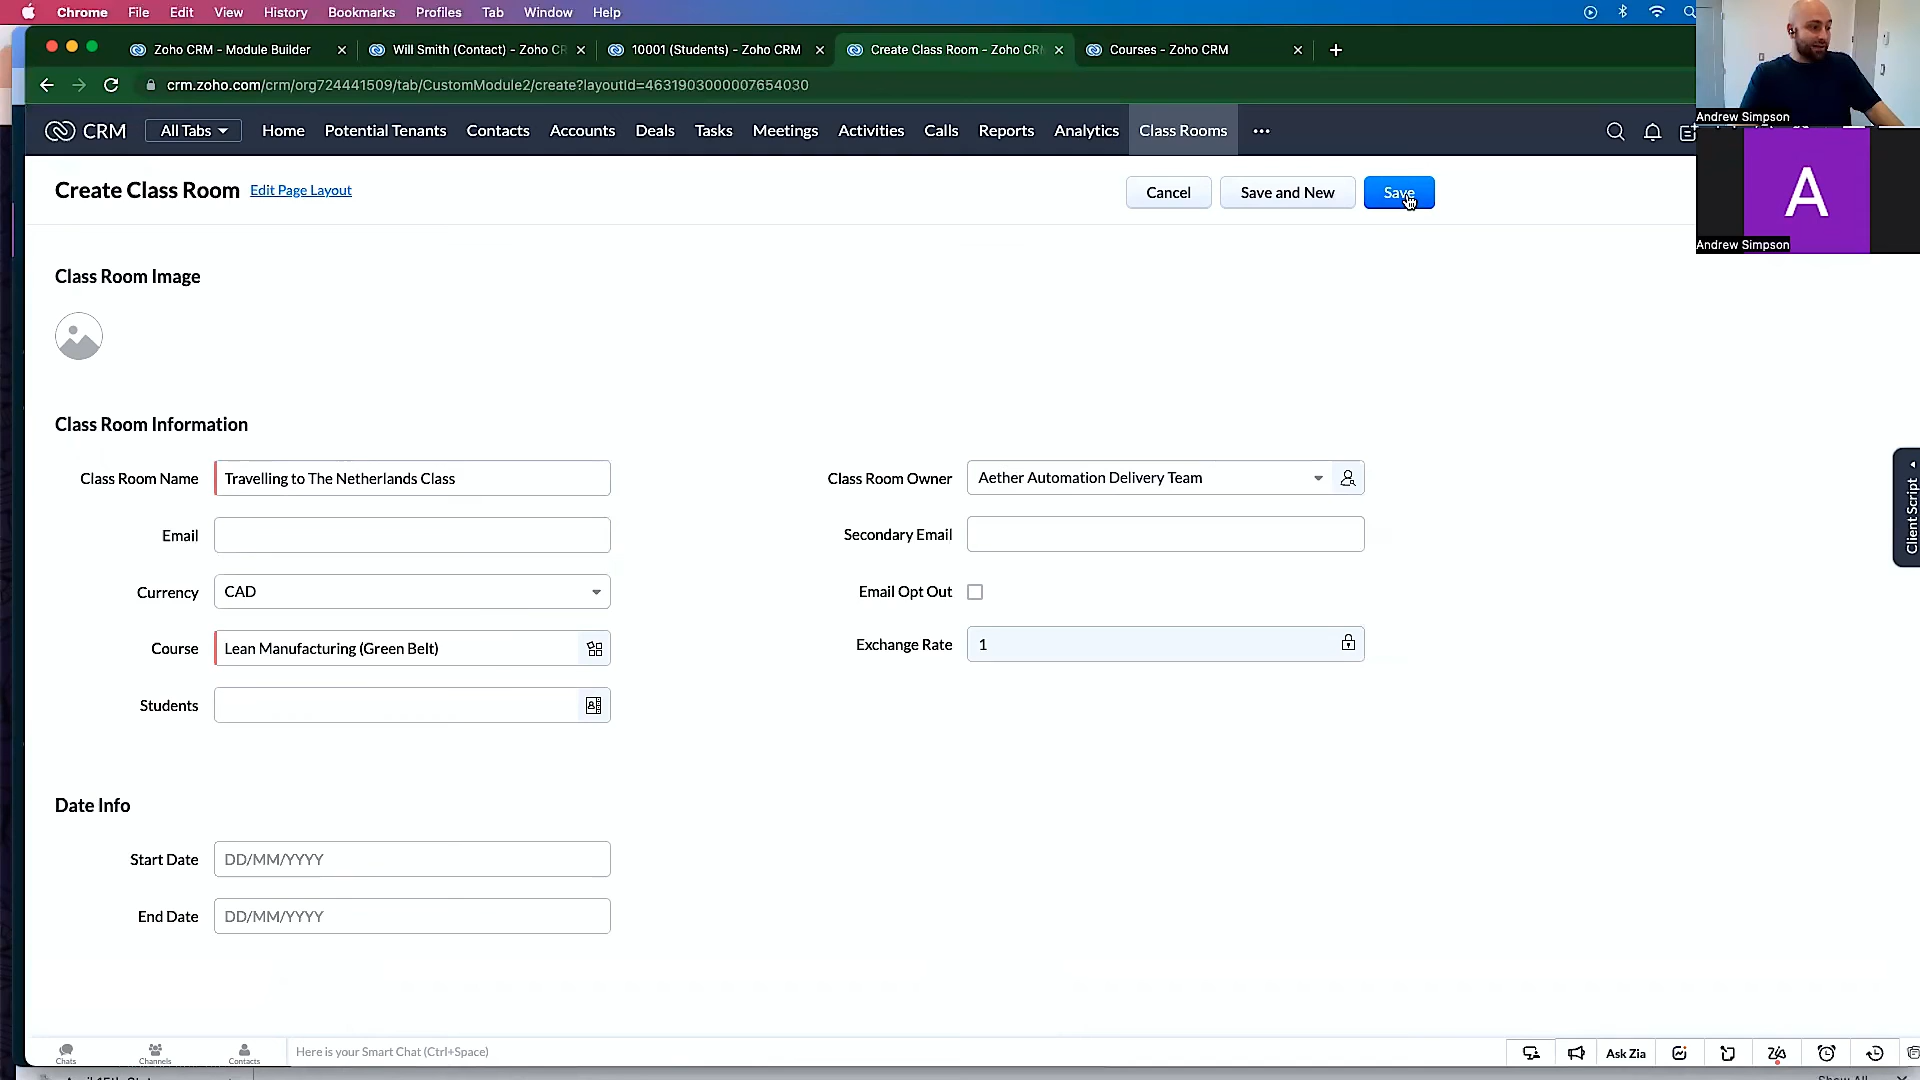 Chrome File Edit View History Bookmarks Profiles Tab Window Help
Zoho CRM - Module Builder
Will Smith (Contact) - Zoho CR
10001 (Students) - Zoho CRM
Create Class Room - Zoho CR
Courses - Zoho CRM
crm.zoho.com/crm/org724441509/tab/CustomModule2/create?layoutId=4631903000007654030
Andrew Simpson
CRM All Tabs Home Potential Tenants Contacts Accounts Deals Tasks Meetings Activities Calls Reports Analytics Class Rooms
Create Class Room Edit Page Layout
Cancel Save and New Save
A
Andrew Simpson
Class Room Image
Class Room Information
Class Room Name Travelling to The Netherlands Class
Class Room Owner Aether Automation Delivery Team
Email
Secondary Email
Currency CAD
Email Opt Out
Course Lean Manufacturing (Green Belt)
Exchange Rate 1
Students
Client Script
Date Info
Start Date DD/MM/YYYY
End Date DD/MM/YYYY
Chats Channels Contacts
Here is your Smart Chat (Ctrl+Space)
Ask Zia